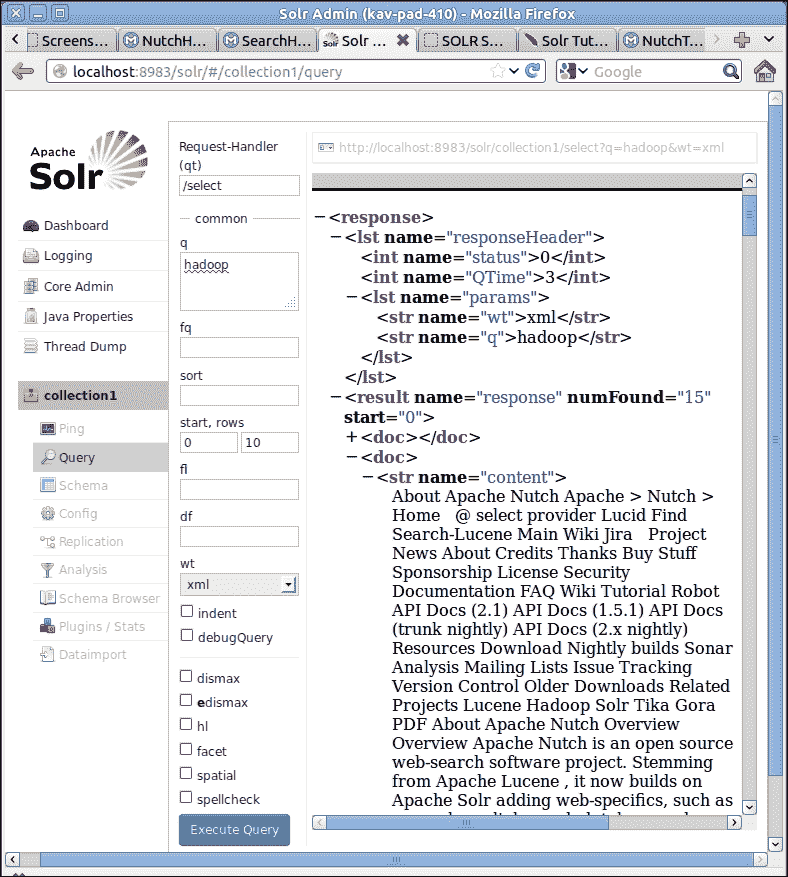 Solr Admin (kav-pad-410) - Mozilla Firefox
Screens... NutchH... SearchH... Solr ... SOLR S... Solr Tut... NutchT...
localhost:8983/solr/#/collection1/query
Google
Apache
Solr
Dashboard
Logging
Core Admin
Java Properties
Thread Dump
collection1
Ping
Query
Schema
Config
Replication
Analysis
Schema Browser
Plugins / Stats
Dataimport
Request-Handler
(qt)
/select
common
q
hadoop
fq
sort
start, rows
0 10
fl
df
wt
xml
indent
debugQuery
dismax
edismax
hl
facet
spatial
spellcheck
Execute Query
http://localhost:8983/solr/collection1/select?q=hadoop&wt=xml
−<response>
−<lst name="responseHeader">
<int name="status">0</int>
<int name="QTime">3</int>
−<lst name="params">
<str name="wt">xml</str>
<str name="q">hadoop</str>
</lst>
</lst>
−<result name="response" numFound="15"
start="0">
+<doc></doc>
−<doc>
−<str name="content">
About Apache Nutch Apache > Nutch >
Home @ select provider Lucid Find
Search-Lucene Main Wiki Jira Project
News About Credits Thanks Buy Stuff
Sponsorship License Security
Documentation FAQ Wiki Tutorial Robot
API Docs (2.1) API Docs (1.5.1) API Docs
(trunk nightly) API Docs (2.x nightly)
Resources Download Nightly builds Sonar
Analysis Mailing Lists Issue Tracking
Version Control Older Downloads Related
Projects Lucene Hadoop Solr Tika Gora
PDF About Apache Nutch Overview
Overview Apache Nutch is an open source
web-search software project. Stemming
from Apache Lucene , it now builds on
Apache Solr adding web-specifics, such as